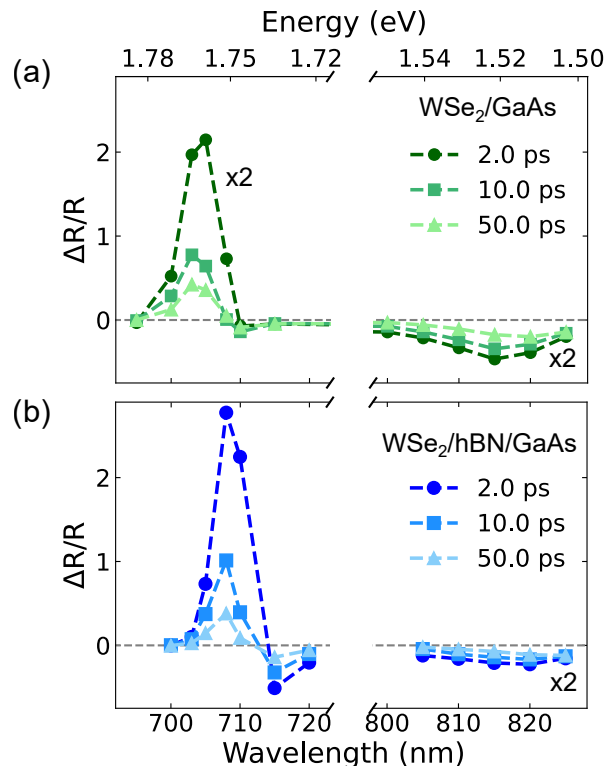 Energy (eV)
1.78 1.75 1.72 1.54 1.52 1.50
(a)
WSe₂/GaAs
2.0 ps
10.0 ps
50.0 ps
x2
2
1
0
ΔR/R
x2
(b)
WSe₂/hBN/GaAs
2.0 ps
10.0 ps
50.0 ps
2
1
0
ΔR/R
x2
700 710 720 800 810 820
Wavelength (nm)